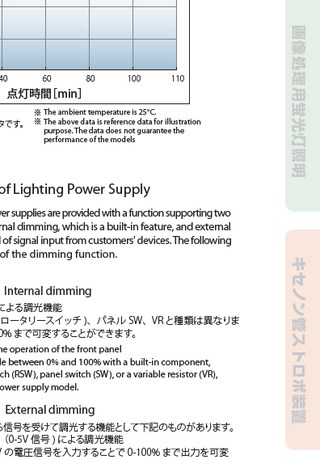 40 60 80 100 110
点灯時間［min］
※ The ambient temperature is 25°C.
タです。 ※ The above data is reference data for illustration
purpose. The data does not guarantee the
performance of the models
of Lighting Power Supply
er supplies are provided with a function supporting two
rnal dimming, which is a built-in feature, and external
l of signal input from customers' devices. The following
of the dimming function.
Internal dimming
による調光機能
ロータリースイッチ）、パネル SW、VR と種類は異なりま
0% まで可変することができます。
he operation of the front panel
le between 0% and 100% with a built-in component,
ch (RSW), panel switch (SW), or a variable resistor (VR),
ower supply model.
External dimming
ら信号を受けて調光する機能として下記のものがあります。
（0-5V 信号）による調光機能
V の電圧信号を入力することで 0-100% まで出力を可変
画像処理用蛍光灯照明
キセノン管ストロボ装置